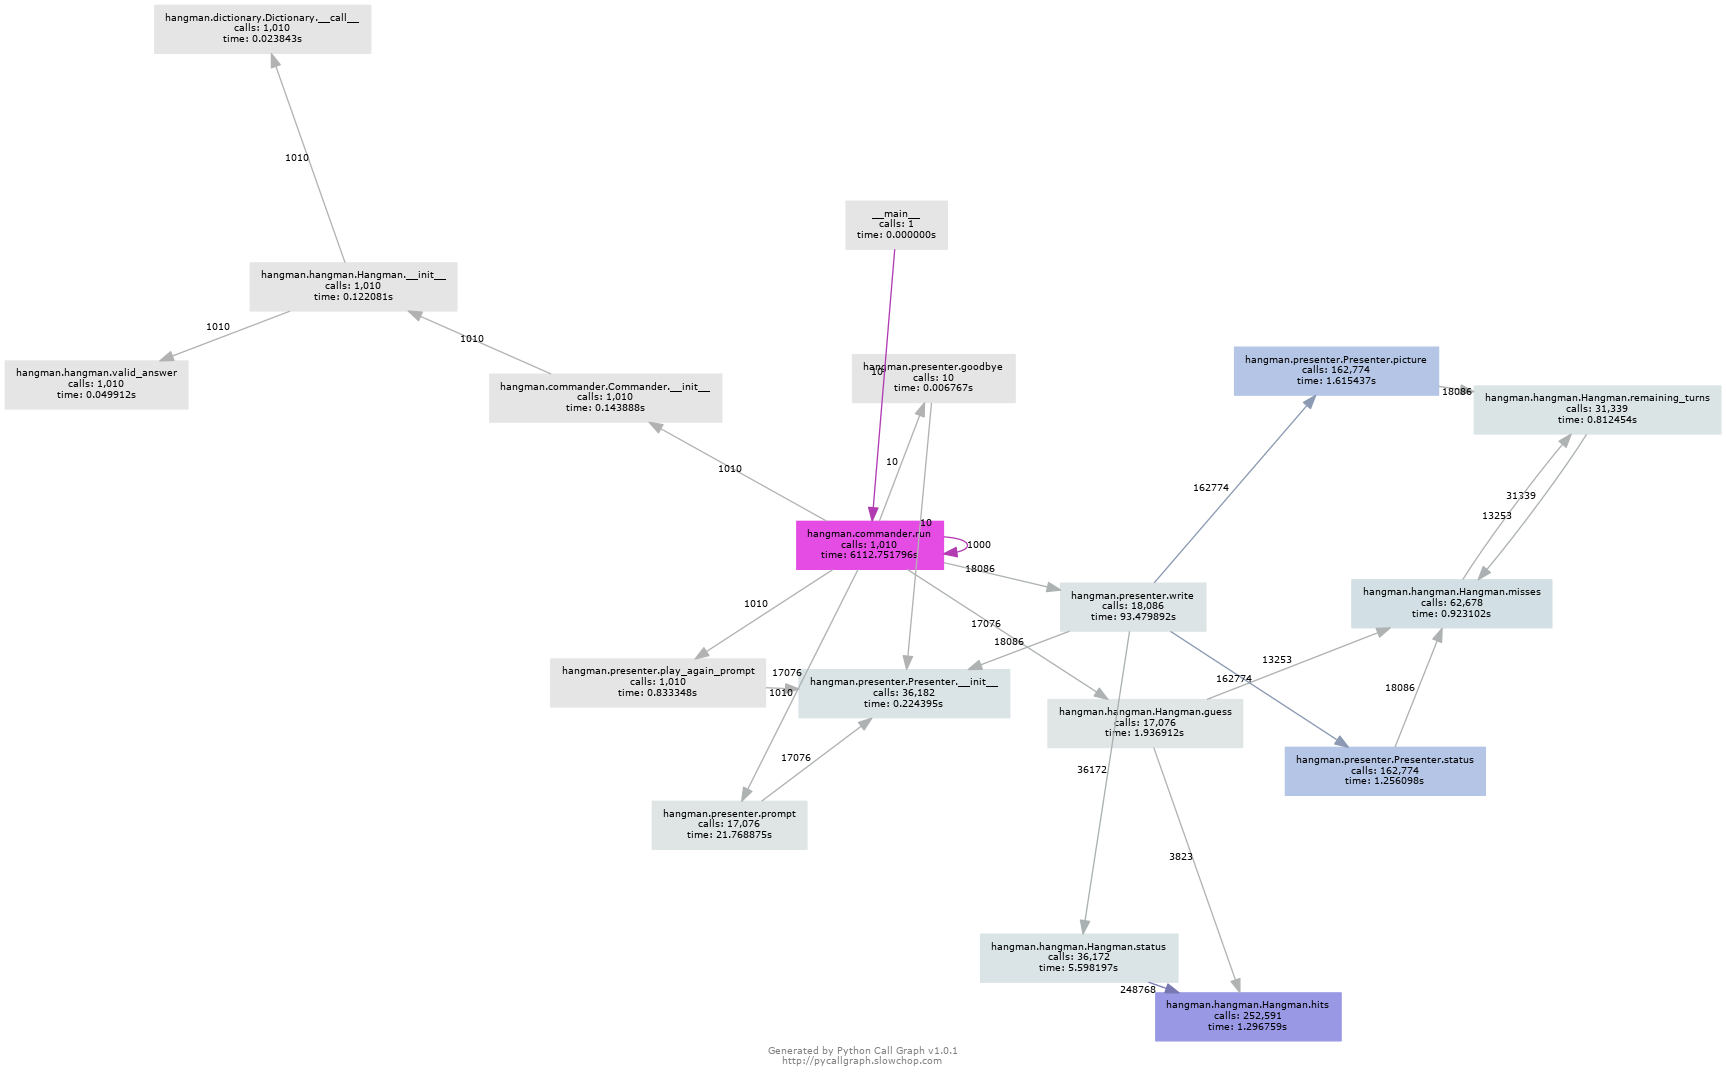 hangman.dictionary.Dictionary.__call__
calls: 1,010
time: 0.023843s
1010
__main__
calls: 1
time: 0.000000s
hangman.hangman.Hangman.__init__
calls: 1,010
time: 0.122081s
1010
1010
hangman.hangman.valid_answer
calls: 1,010
time: 0.049912s
hangman.commander.Commander.__init__
calls: 1,010
time: 0.143888s
hangman.presenter.goodbye
10
calls: 10
time: 0.006767s
hangman.presenter.Presenter.picture
calls: 162,774
time: 1.615437s
18086
hangman.hangman.Hangman.remaining_turns
calls: 31,339
time: 0.812454s
1010
10
162774
31339
13253
10
hangman.commander.run
calls: 1,010
time: 6112.751796s
1000
18086
hangman.presenter.write
calls: 18,086
time: 93.479892s
hangman.hangman.Hangman.misses
calls: 62,678
time: 0.923102s
1010
17076
18086
13253
hangman.presenter.play_again_prompt
calls: 1,010
time: 0.833348s
17076
1010
hangman.presenter.Presenter.__init__
calls: 36,182
time: 0.224395s
162774
18086
hangman.hangman.Hangman.guess
calls: 17,076
time: 1.936912s
17076
36172
hangman.presenter.Presenter.status
calls: 162,774
time: 1.256098s
hangman.presenter.prompt
calls: 17,076
time: 21.768875s
3823
hangman.hangman.Hangman.status
calls: 36,172
time: 5.598197s
248768
hangman.hangman.Hangman.hits
calls: 252,591
time: 1.296759s
Generated by Python Call Graph v1.0.1
http://pycallgraph.slowchop.com